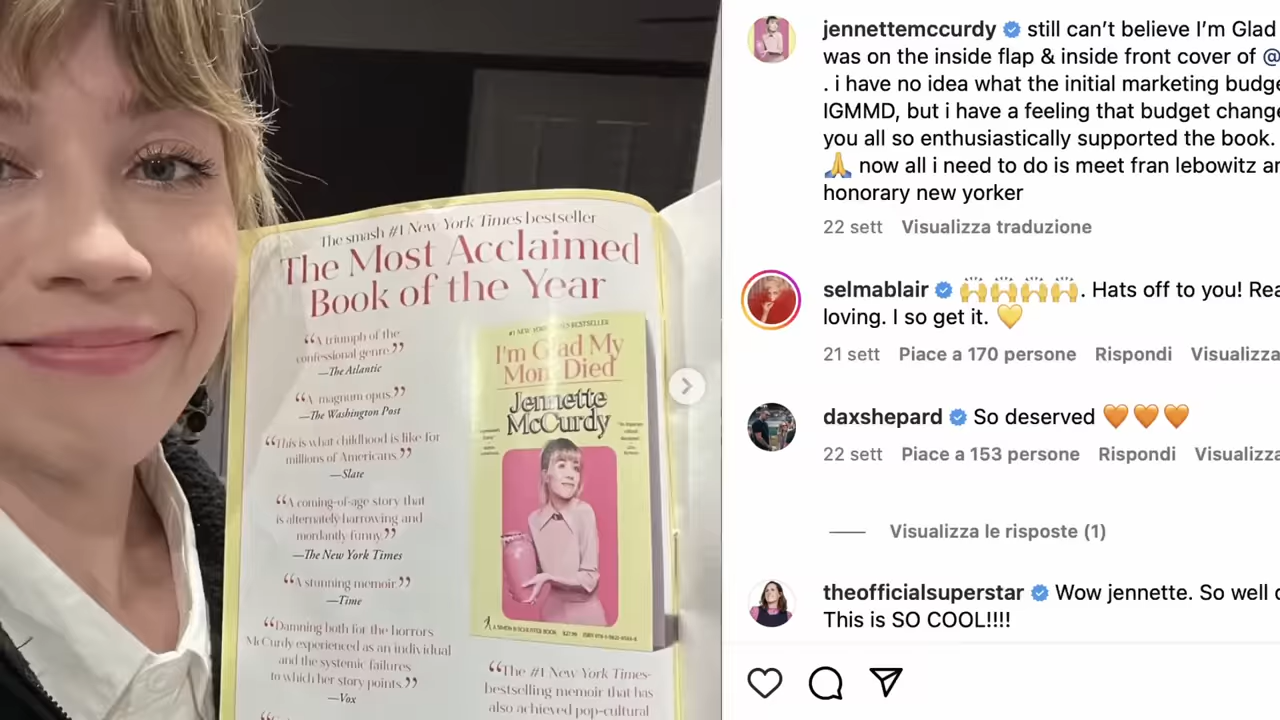 The smash #1 New York Times bestseller
The Most Acclaimed
Book of the Year
“A triumph of the
confessional genre.”
—The Atlantic
“A magnum opus.”
—The Washington Post
“This is what childhood is like for
millions of Americans.”
—Slate
“A coming-of-age story that
is alternately harrowing and
mordantly funny.”
—The New York Times
“A stunning memoir.”
—Time
“Damning both for the horrors
McCurdy experienced as an individual
and the systemic failures
to which her story points.”
—Vox
#1 NEW YORK TIMES BESTSELLER
I'm Glad My
Mom Died
Jennette
McCurdy
A SIMON & SCHUSTER BOOK
“The #1 New York Times-
bestselling memoir that has
also achieved pop-cultural
jennettemccurdy still can’t believe I’m Glad
was on the inside flap & inside front cover of @
. i have no idea what the initial marketing budge
IGMMD, but i have a feeling that budget change
you all so enthusiastically supported the book.
🙏 now all i need to do is meet fran lebowitz an
honorary new yorker
22 sett Visualizza traduzione
selmablair 🙌🙌🙌🙌. Hats off to you! Rea
loving. I so get it. 💛
21 sett Piace a 170 persone Rispondi Visualizza
daxshepard So deserved 🧡🧡🧡
22 sett Piace a 153 persone Rispondi Visualizza
Visualizza le risposte (1)
theofficialsuperstar Wow jennette. So well d
This is SO COOL!!!!